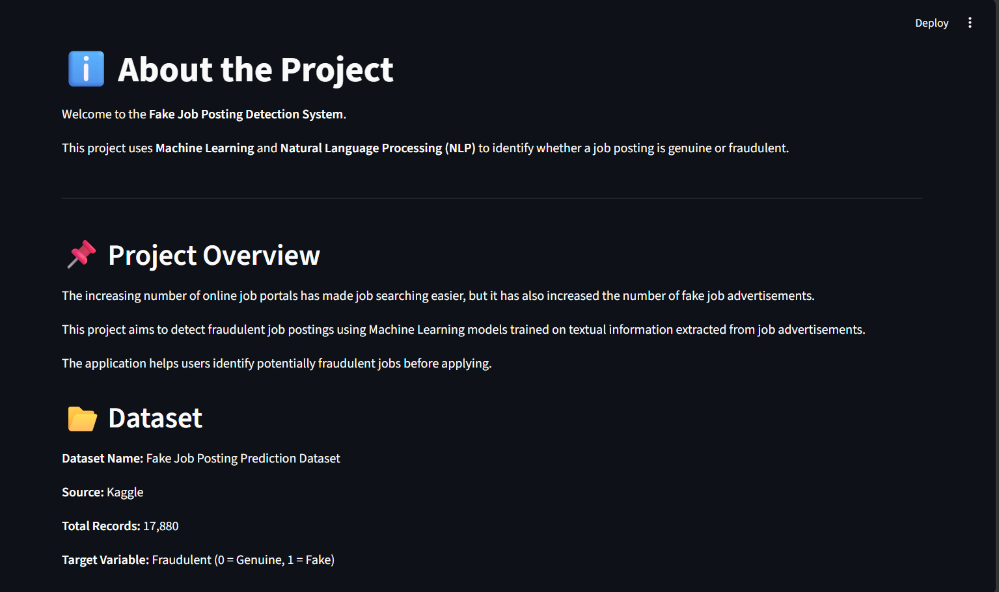 Deploy
About the Project
Welcome to the Fake Job Posting Detection System.
This project uses Machine Learning and Natural Language Processing (NLP) to identify whether a job posting is genuine or fraudulent.
Project Overview
The increasing number of online job portals has made job searching easier, but it has also increased the number of fake job advertisements.
This project aims to detect fraudulent job postings using Machine Learning models trained on textual information extracted from job advertisements.
The application helps users identify potentially fraudulent jobs before applying.
Dataset
Dataset Name: Fake Job Posting Prediction Dataset
Source: Kaggle
Total Records: 17,880
Target Variable: Fraudulent (0 = Genuine, 1 = Fake)